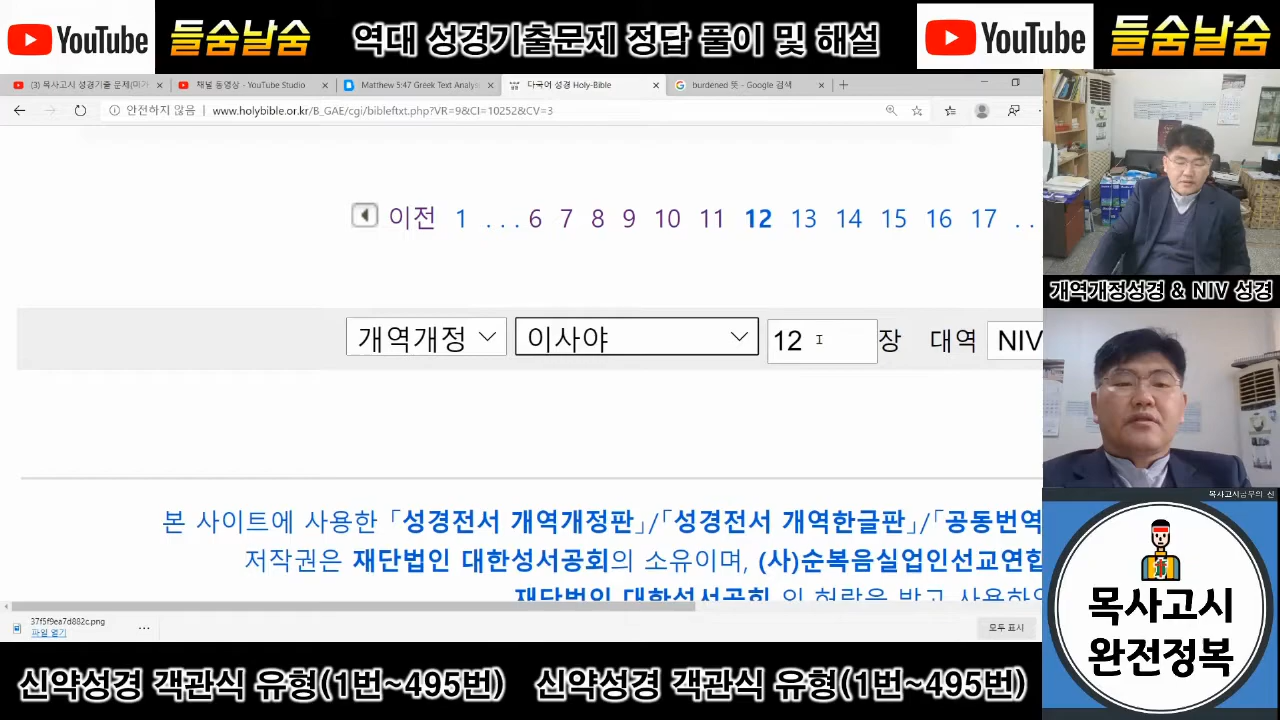 YouTube 들숨날숨 역대 성경기출문제 정답 풀이 및 해설 YouTube 들숨날숨
(3) 목사고시 성경기출 문제(마가 채널 동영상 - YouTube Studio Matthew 5:47 Greek Text Analys 다국어 성경 Holy-Bible burdened 뜻 - Google 검색
안전하지 않음 www.holybible.or.kr/B_GAE/cgi/bibleftxt.php?VR=9&CI=10252&CV=3
이전 1 . . . 6 7 8 9 10 11 12 13 14 15 16 17 . .
개역개정성경 & NIV 성경
개역개정 이사야 12 장 대역 NIV
본 사이트에 사용한 「성경전서 개역개정판」/「성경전서 개역한글판」/「공동번역
저작권은 재단법인 대한성서공회의 소유이며, (사)순복음실업인선교연합
재단법인 대한성서공회 의 허락을 받고 사용하였
37f5f9ea7d882c.png
파일 열기
모두 표시
목사고시공부의 신
목사고시
완전정복
신약성경 객관식 유형(1번~495번) 신약성경 객관식 유형(1번~495번)